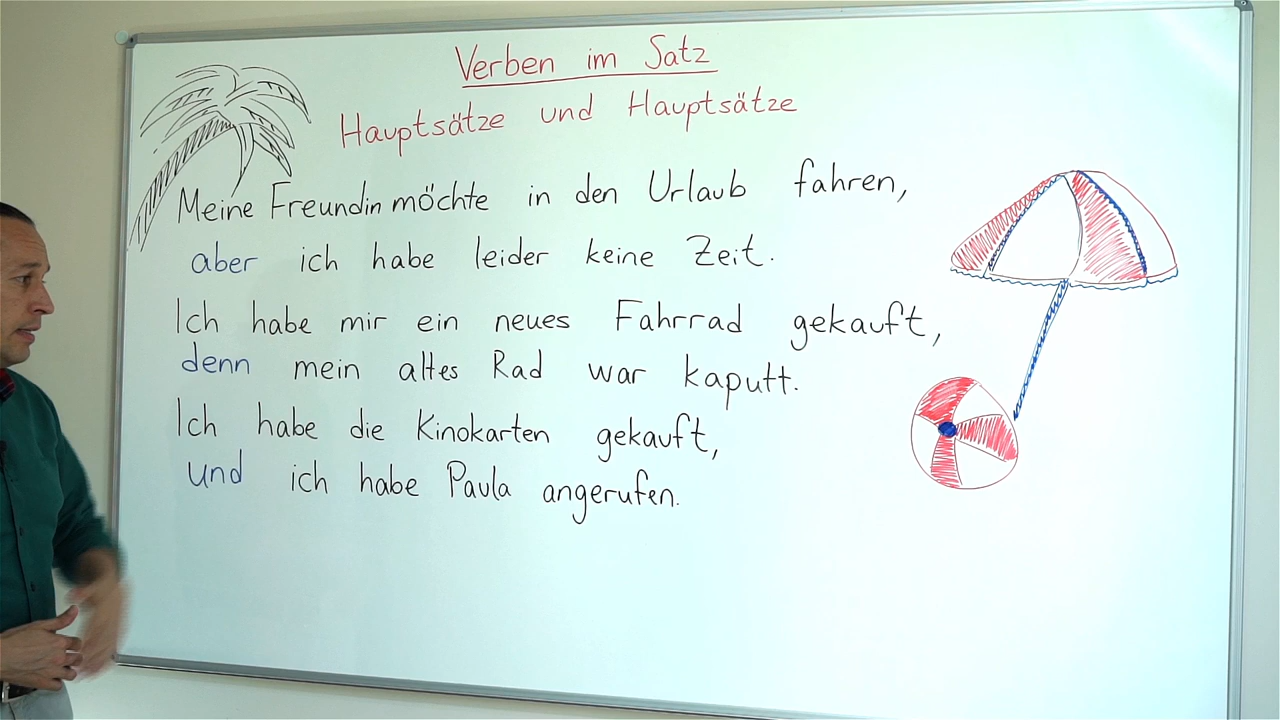 Verben im Satz
Hauptsätze und Hauptsätze
Meine Freundin möchte in den Urlaub fahren,
aber ich habe leider keine Zeit.
Ich habe mir ein neues Fahrrad gekauft,
denn mein altes Rad war kaputt.
Ich habe die Kinokarten gekauft,
und ich habe Paula angerufen.